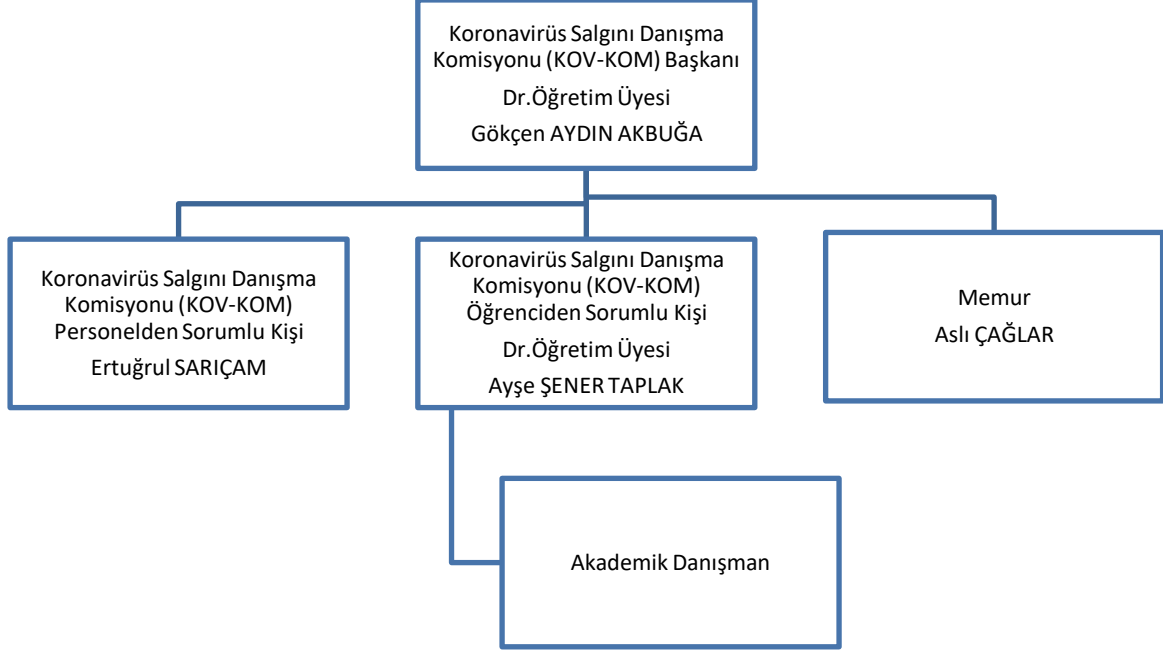 Koronavirüs Salgını Danışma
Komisyonu (KOV-KOM) Başkanı
Dr.Öğretim Üyesi
Gökçen AYDIN AKBUĞA
Koronavirüs Salgını Danışma
Komisyonu (KOV-KOM)
Personelden Sorumlu Kişi
Ertuğrul SARIÇAM
Koronavirüs Salgını Danışma
Komisyonu (KOV-KOM)
Öğrenciden Sorumlu Kişi
Dr.Öğretim Üyesi
Ayşe ŞENER TAPLAK
Memur
Aslı ÇAĞLAR
Akademik Danışman